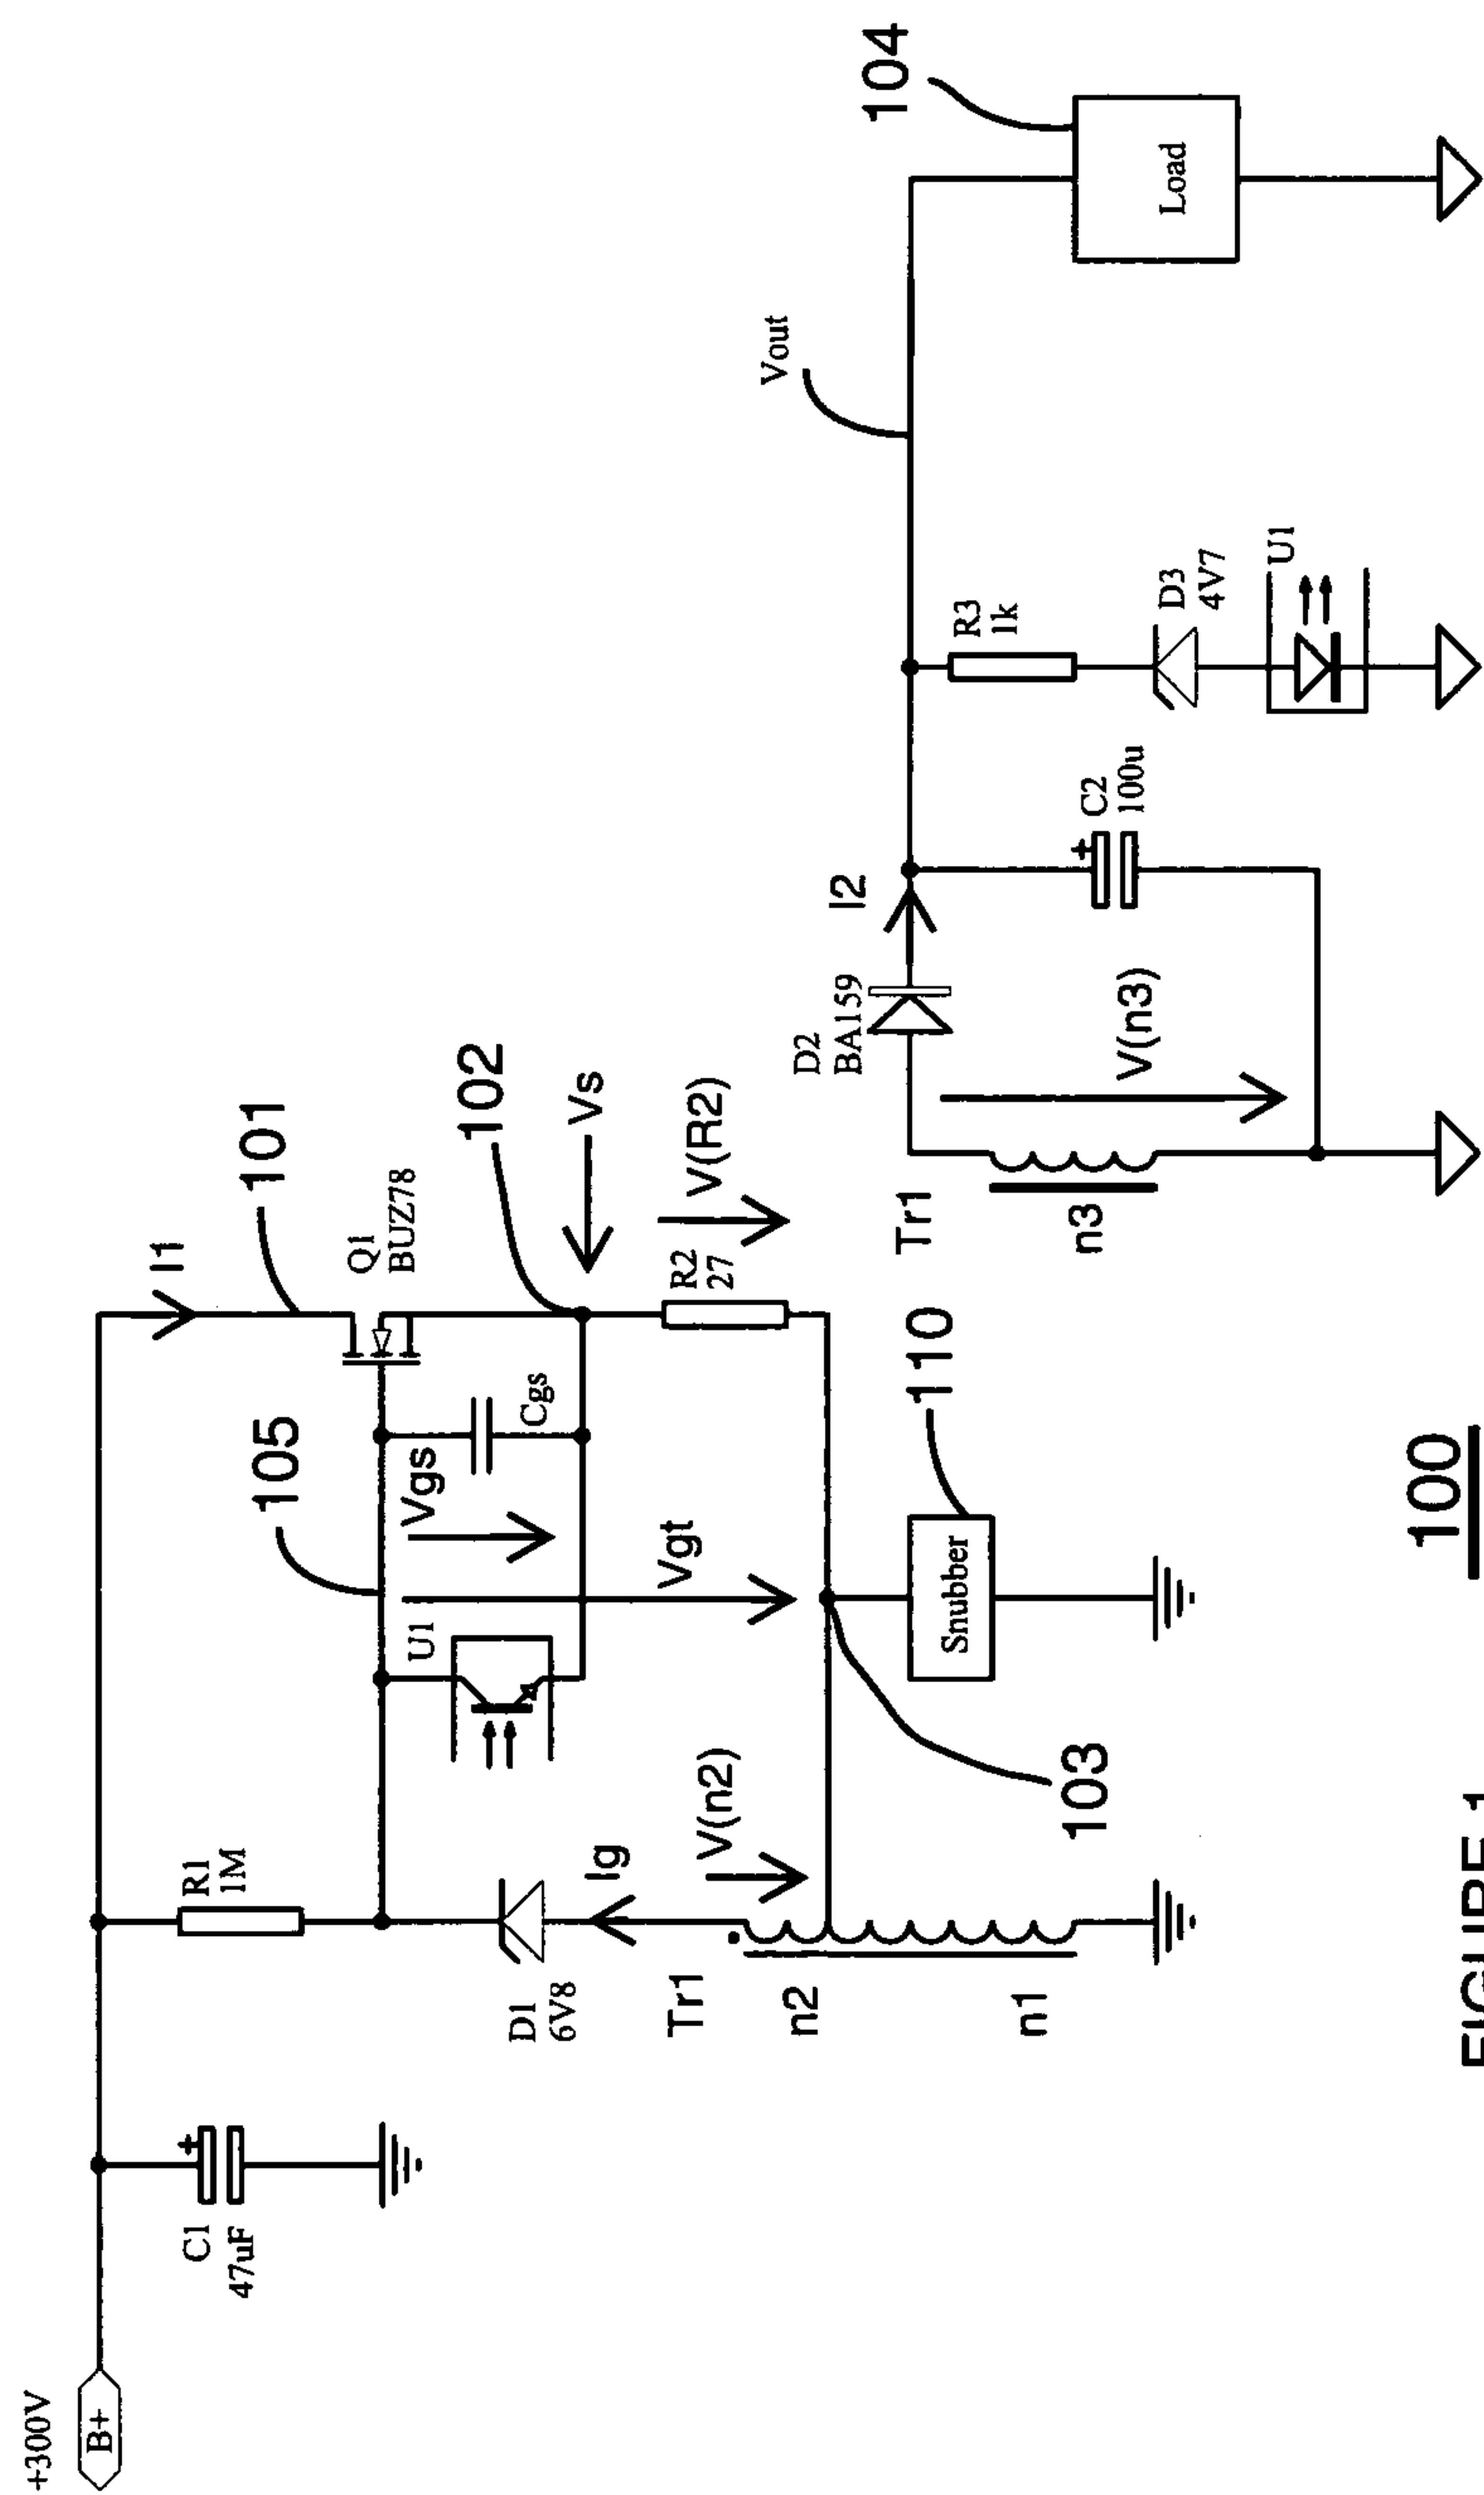 +300V
B+
C1
47uF
R1
1M
D1
6V8
Ig
Tr1
n2
n1
V(n2)
103
U1
105
Vgs
Vgt
Cgs
Snubber
110
I1
101
Q1
BUZ78
102
Vs
R2
27
V(R2)
Tr1
n3
V(n3)
D2
BA159
I2
C2
100u
R3
1k
D3
4V7
U1
Vout
104
Load
100
FIGURE 1